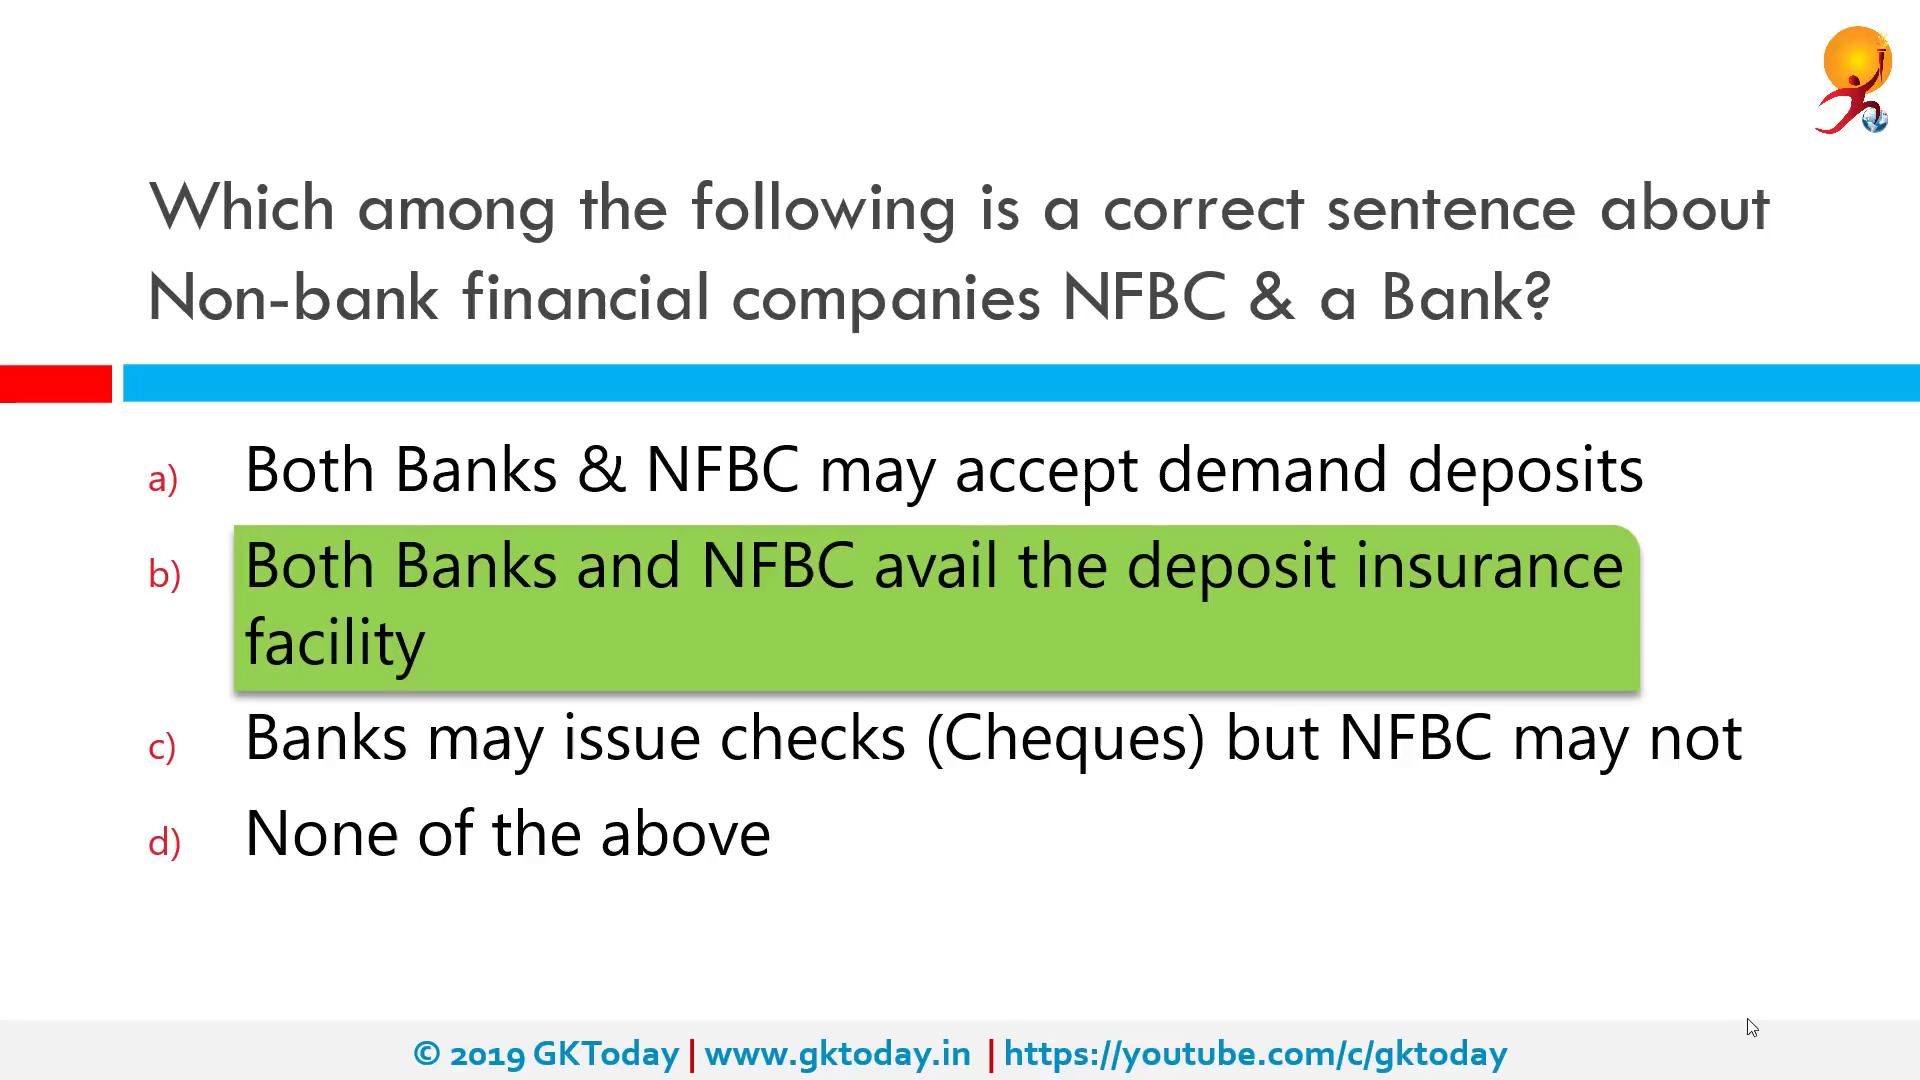 Which among the following is a correct sentence about
Non-bank financial companies NFBC & a Bank?
a) Both Banks & NFBC may accept demand deposits
b) Both Banks and NFBC avail the deposit insurance
facility
c) Banks may issue checks (Cheques) but NFBC may not
d) None of the above
© 2019 GKToday | www.gktoday.in | https://youtube.com/c/gktoday